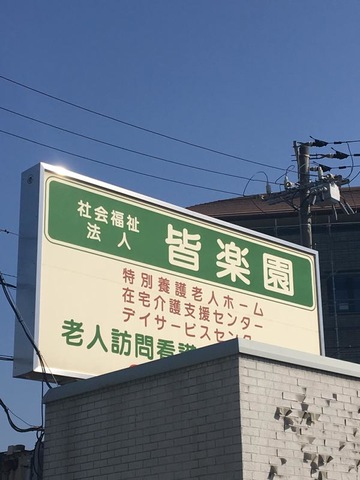 社会福祉
法人
皆楽園
特別養護老人ホーム
在宅介護支援センター
デイサービスセンター
老人訪問看護